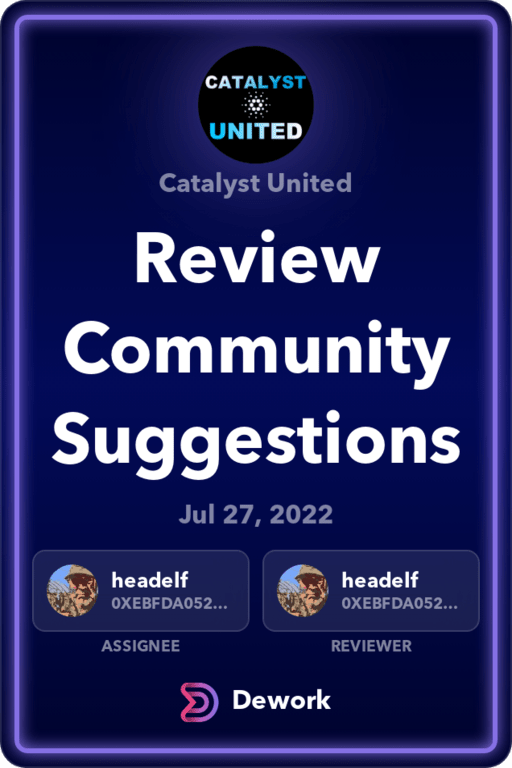 CATALYST
UNITED
Catalyst United
Review
Community
Suggestions
Jul 27, 2022
headelf
0XEBFDA052...
ASSIGNEE
headelf
0XEBFDA052...
REVIEWER
Dework